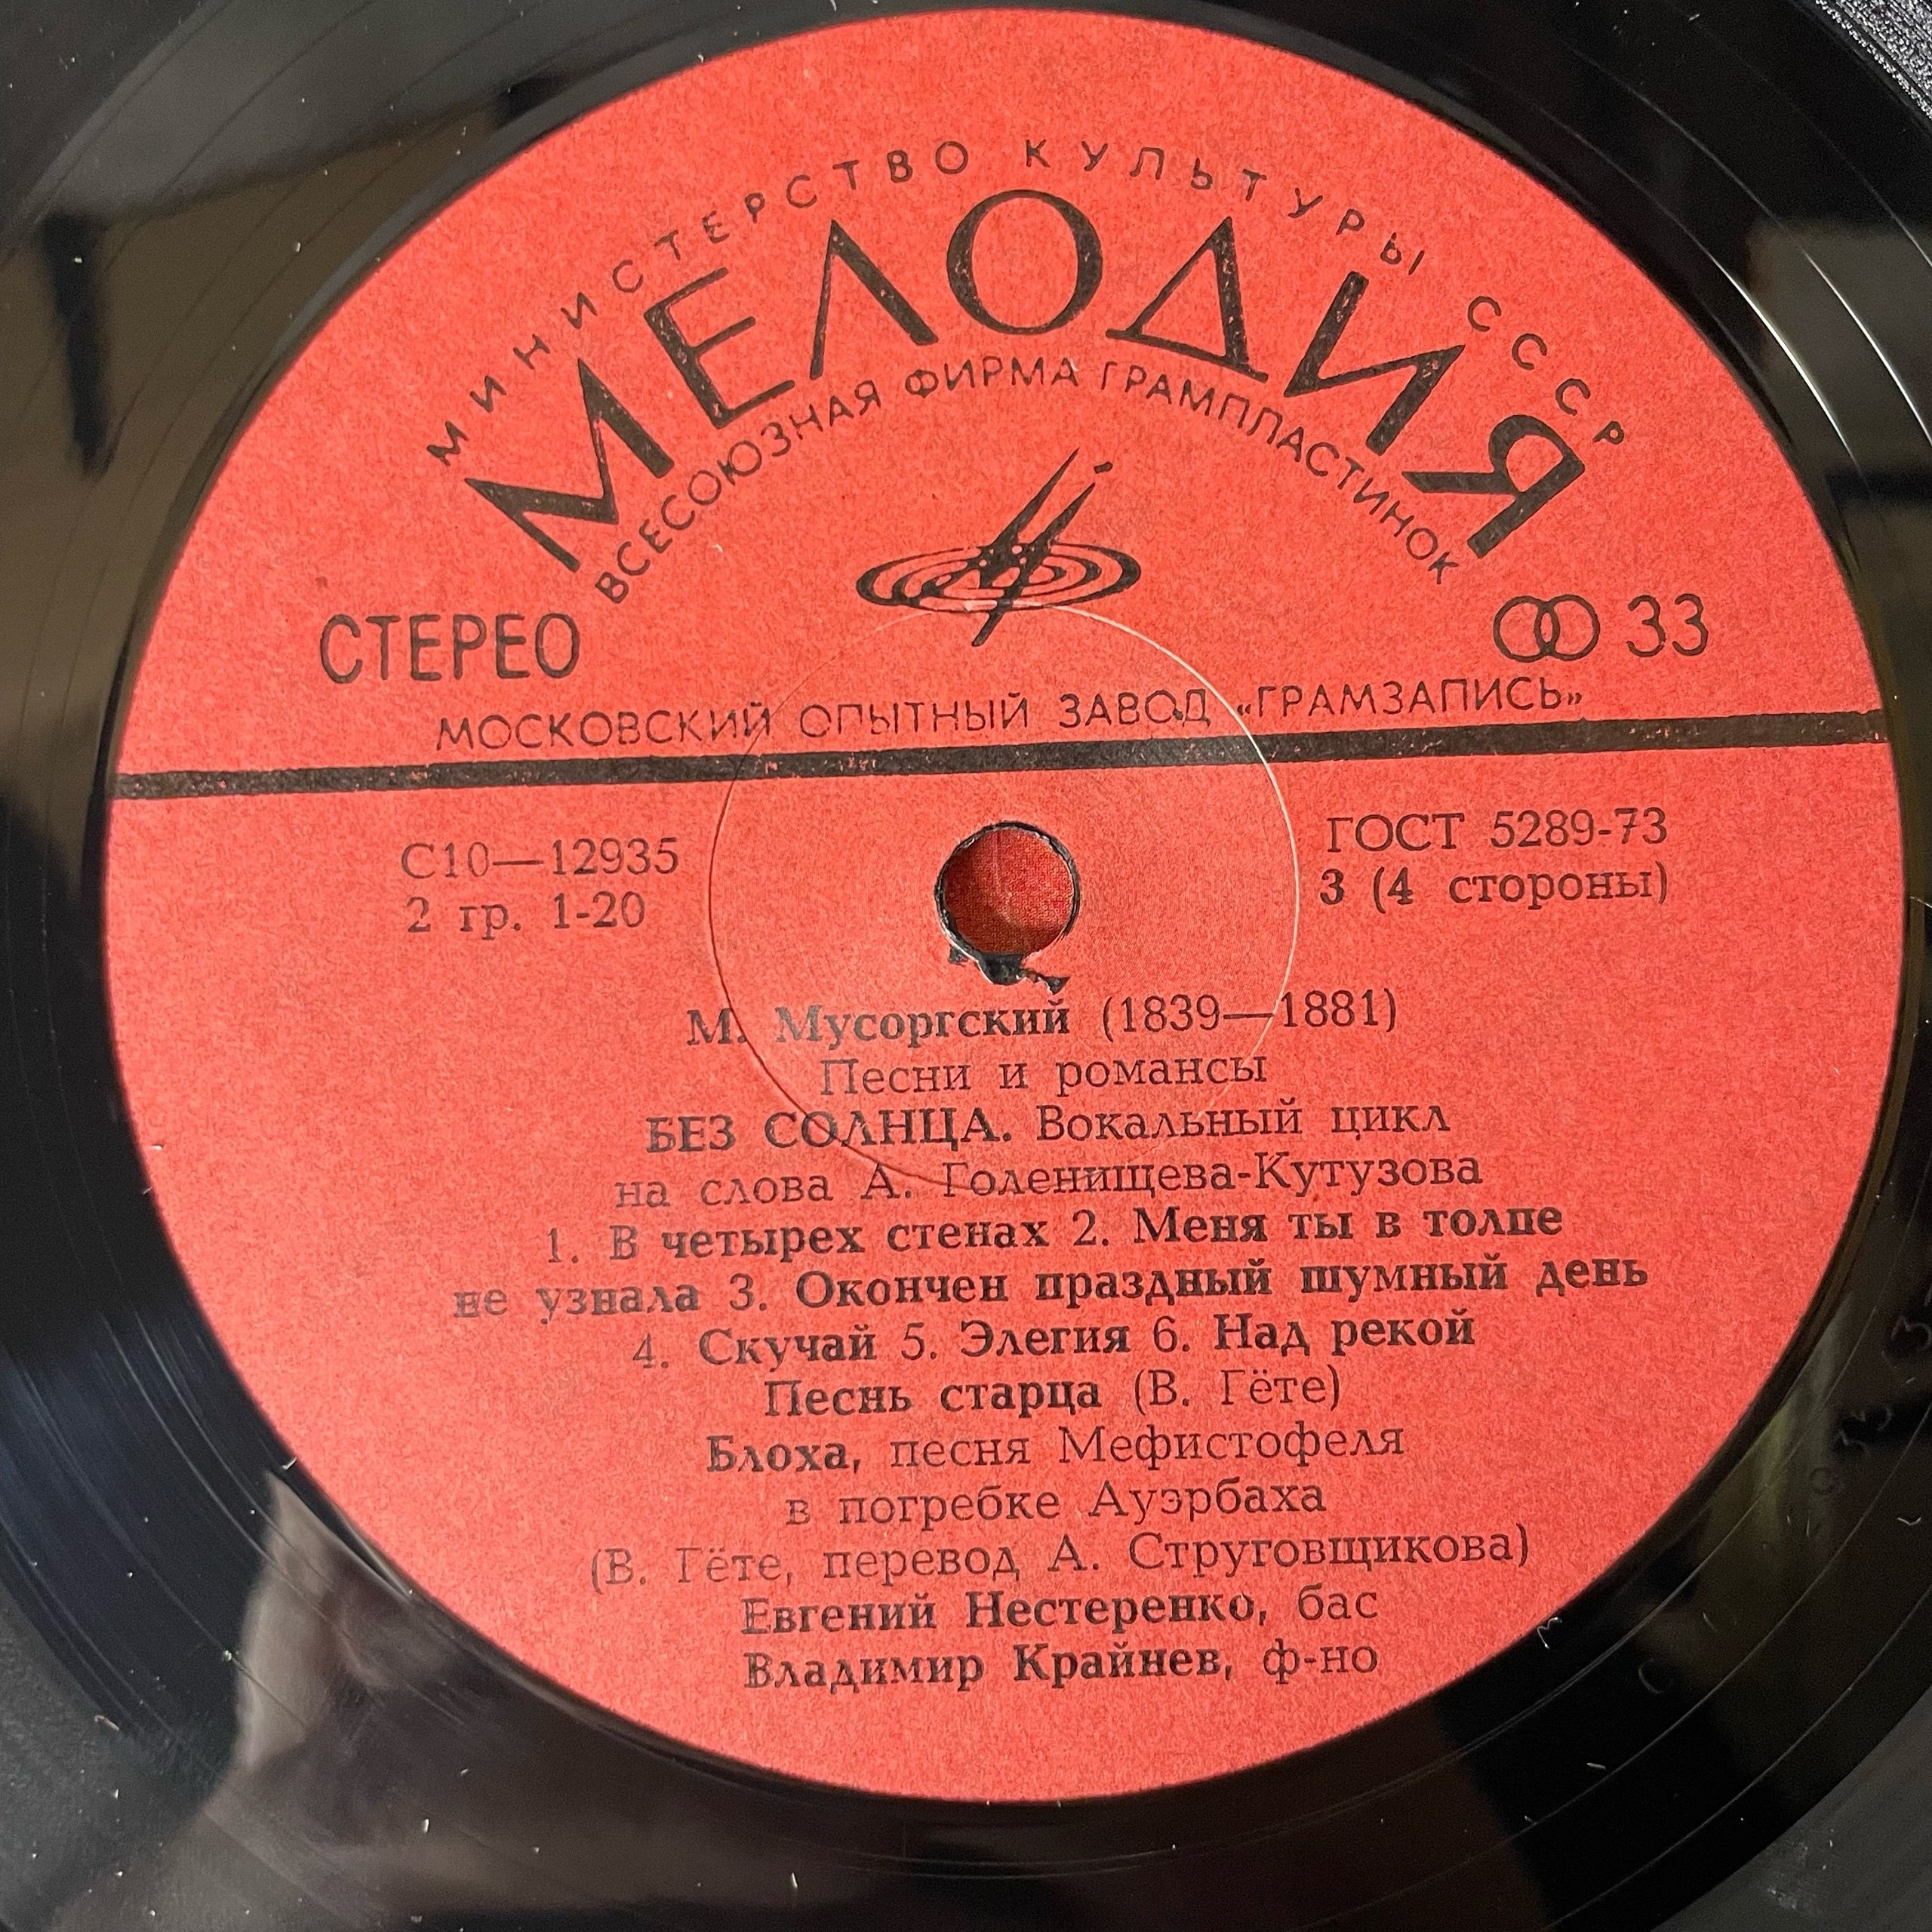 МИНИСТЕРСТВО КУЛЬТУРЫ СССР
МЕЛОДИЯ
ВСЕСОЮЗНАЯ ФИРМА ГРАМПЛАСТИНОК
СТЕРЕО
33
МОСКОВСКИЙ ОПЫТНЫЙ ЗАВОД «ГРАМЗАПИСЬ»
С10—12935
2 гр. 1-20
ГОСТ 5289-73
3 (4 стороны)
М. Мусоргский (1839—1881)
Песни и романсы
БЕЗ СОЛНЦА. Вокальный цикл
на слова А. Голенищева-Кутузова
1. В четырех стенах 2. Меня ты в толпе
не узнала 3. Окончен праздный шумный день
4. Скучай 5. Элегия 6. Над рекой
Песнь старца (В. Гёте)
Блоха, песня Мефистофеля
в погребке Ауэрбаха
(В. Гёте, перевод А. Струговщикова)
Евгений Нестеренко, бас
Владимир Крайнев, ф-но